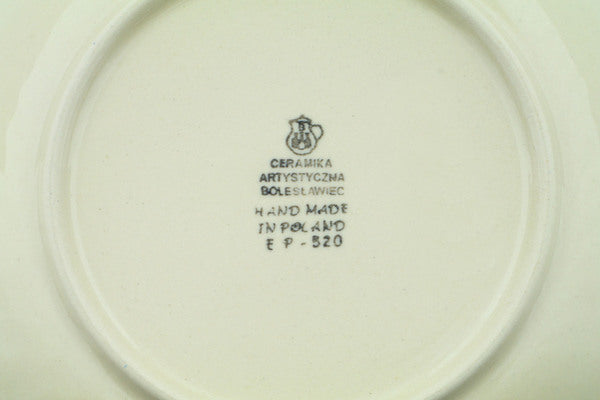 CERAMIKA
ARTYSTYCZNA
BOLESŁAWIEC
HAND MADE
IN POLAND
E P - 520